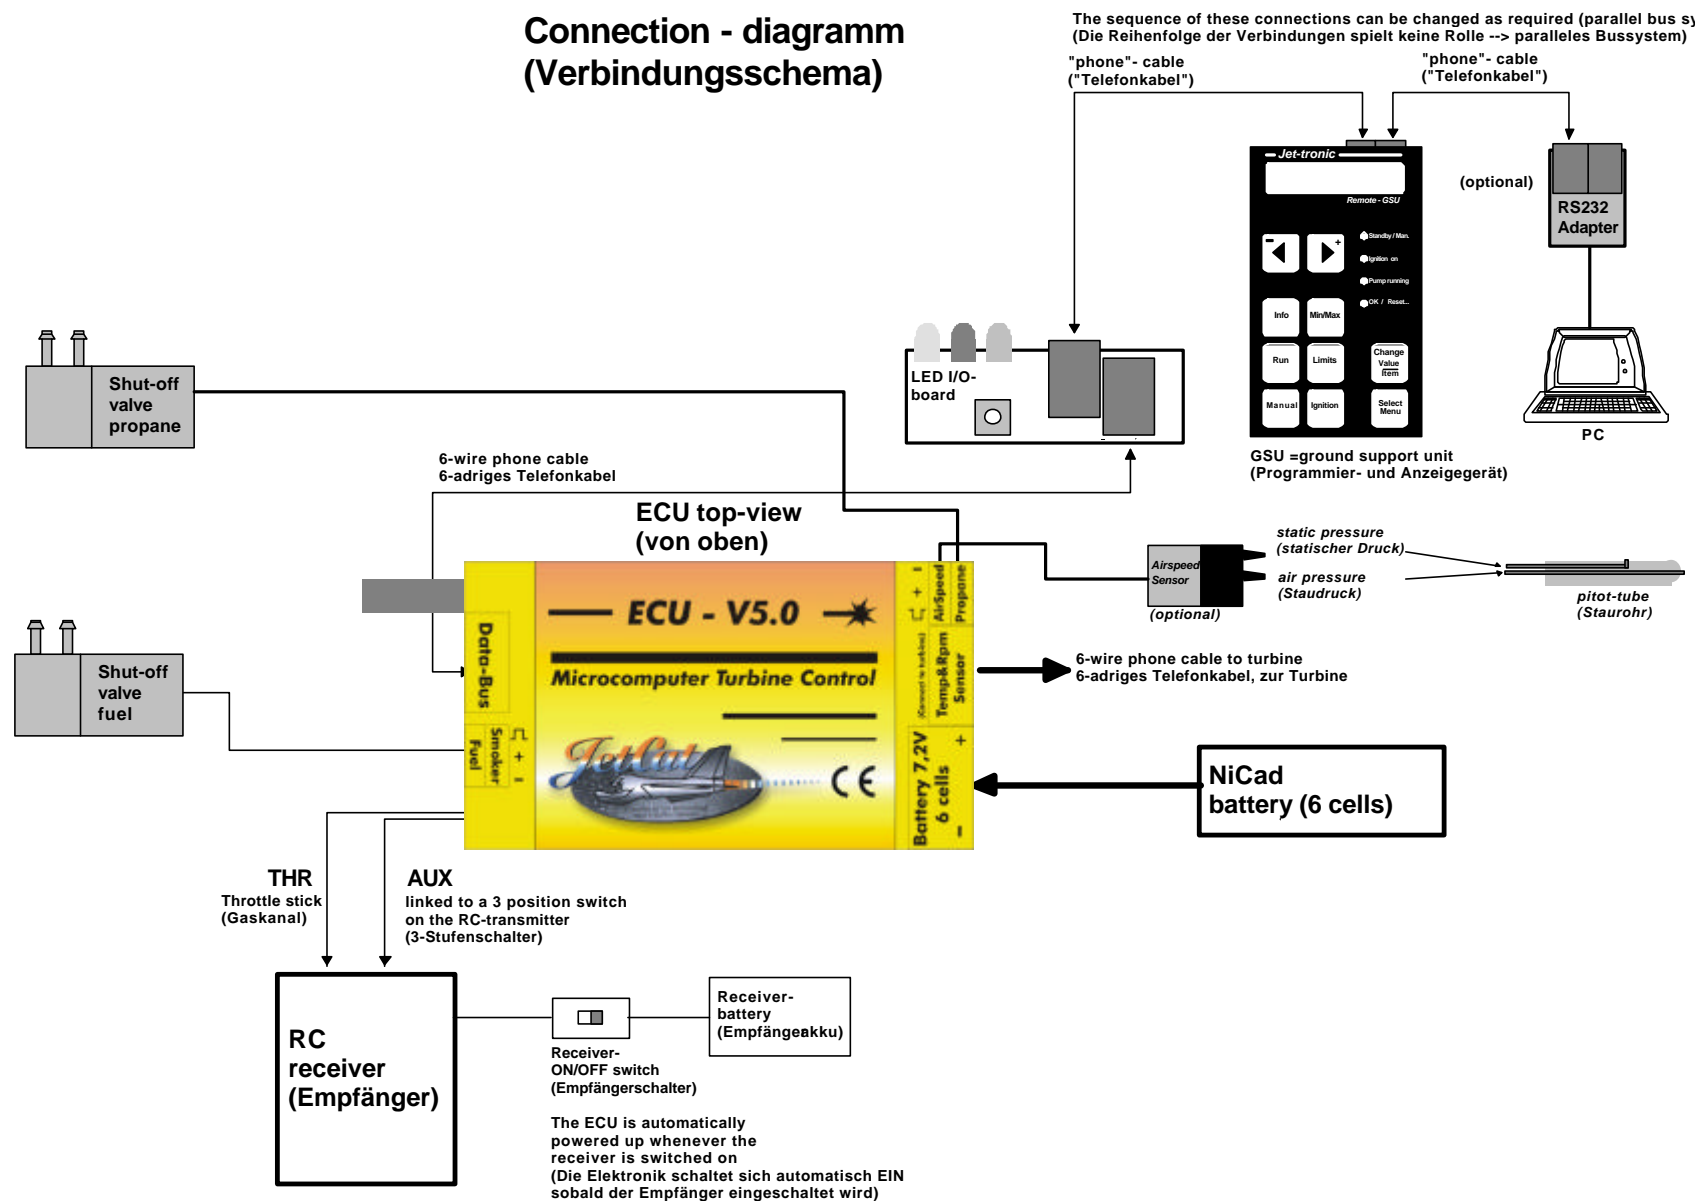 Connection - diagramm
(Verbindungsschema)
The sequence of these connections can be changed as required (parallel bus sy
(Die Reihenfolge der Verbindungen spielt keine Rolle --> paralleles Bussystem)
"phone"- cable
("Telefonkabel")
"phone"- cable
("Telefonkabel")
Jet-tronic
Remote - GSU
- +
Standby / Man.
Ignition on
Pump running
OK / Reset...
Info
Min/Max
Run
Limits
Change
Value
Item
Manual
Ignition
Select
Menu
(optional)
RS232
Adapter
PC
GSU =ground support unit
(Programmier- und Anzeigegerät)
LED I/O-
board
Shut-off
valve
propane
6-wire phone cable
6-adriges Telefonkabel
ECU top-view
(von oben)
Airspeed
Sensor
(optional)
static pressure
(statischer Druck)
air pressure
(Staudruck)
pitot-tube
(Staurohr)
Shut-off
valve
fuel
Data-Bus
Smoker
Fuel
+ -
ECU - V5.0
Microcomputer Turbine Control
JetCat
CE
- +
AirSpeed
Propane
(Connect to turbine)
Temp&Rpm
Sensor
Battery 7,2V
6 cells
+ -
6-wire phone cable to turbine
6-adriges Telefonkabel, zur Turbine
NiCad
battery (6 cells)
THR
Throttle stick
(Gaskanal)
AUX
linked to a 3 position switch
on the RC-transmitter
(3-Stufenschalter)
RC
receiver
(Empfänger)
Receiver-
ON/OFF switch
(Empfängerschalter)
Receiver-
battery
(Empfängerakku)
The ECU is automatically
powered up whenever the
receiver is switched on
(Die Elektronik schaltet sich automatisch EIN
sobald der Empfänger eingeschaltet wird)